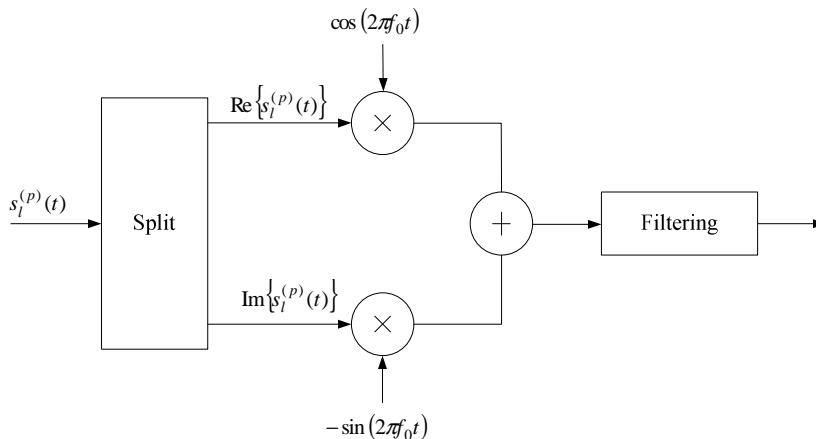 cos(2πf₀t)
Re{s_l^(p)(t)}
×
s_l^(p)(t)
Split
+
Filtering
Im{s_l^(p)(t)}
×
−sin(2πf₀t)